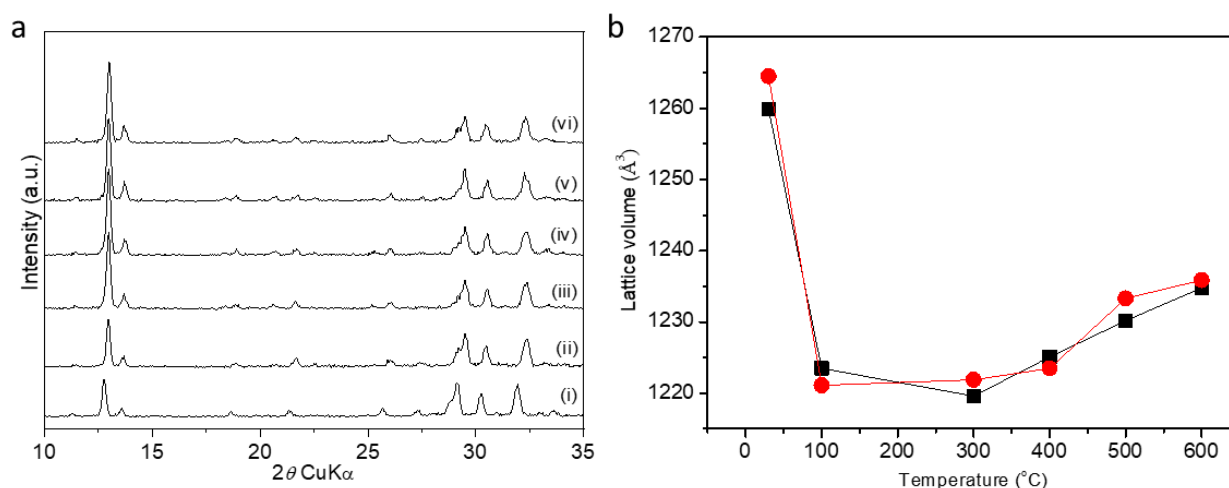 a
Intensity (a.u.)
(vi)
(v)
(iv)
(iii)
(ii)
(i)
10 15 20 25 30 35
2θ CuKα
b
Lattice volume (Å³)
1270
1260
1250
1240
1230
1220
0 100 200 300 400 500 600
Temperature (°C)